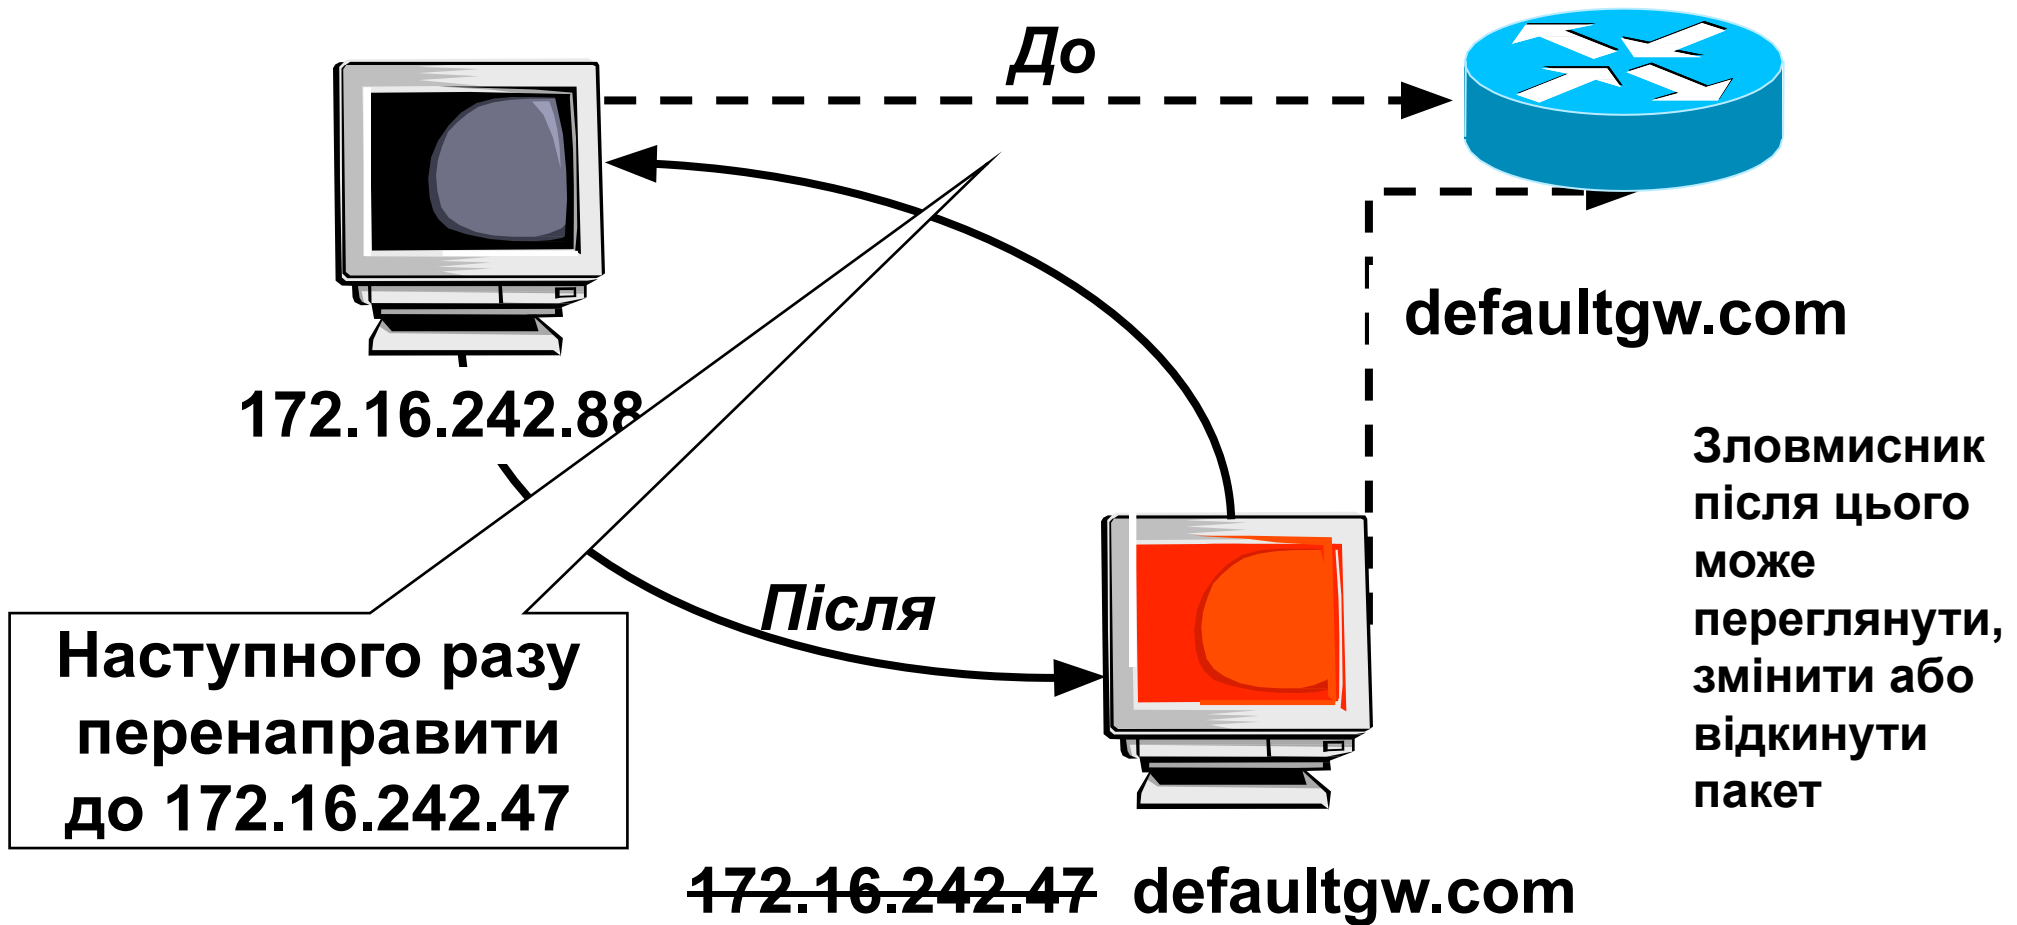 До
defaultgw.com
172.16.242.88
Зловмисник
після цього
може
переглянути,
змінити або
відкинути
пакет
Після
Наступного разу
перенаправити
до 172.16.242.47
172.16.242.47 defaultgw.com